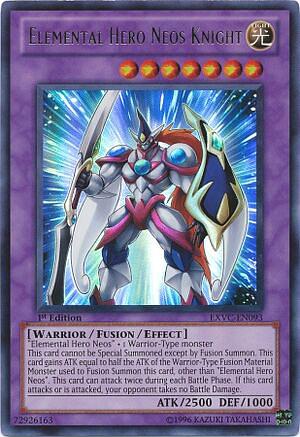 ELEMENTAL HERO NEOS KNIGHT
LIGHT
光
1st Edition
EXVC-EN093
[WARRIOR / FUSION / EFFECT]
"Elemental Hero Neos" + 1 Warrior-Type monster
This card cannot be Special Summoned except by Fusion Summon. This
card gains ATK equal to half the ATK of the Warrior-Type Fusion Material
Monster used to Fusion Summon this card, other than "Elemental Hero
Neos". This card can attack twice during each Battle Phase. If this card
attacks or is attacked, your opponent takes no Battle Damage.
ATK/2500 DEF/1000
72926163
©1996 KAZUKI TAKAHASHI